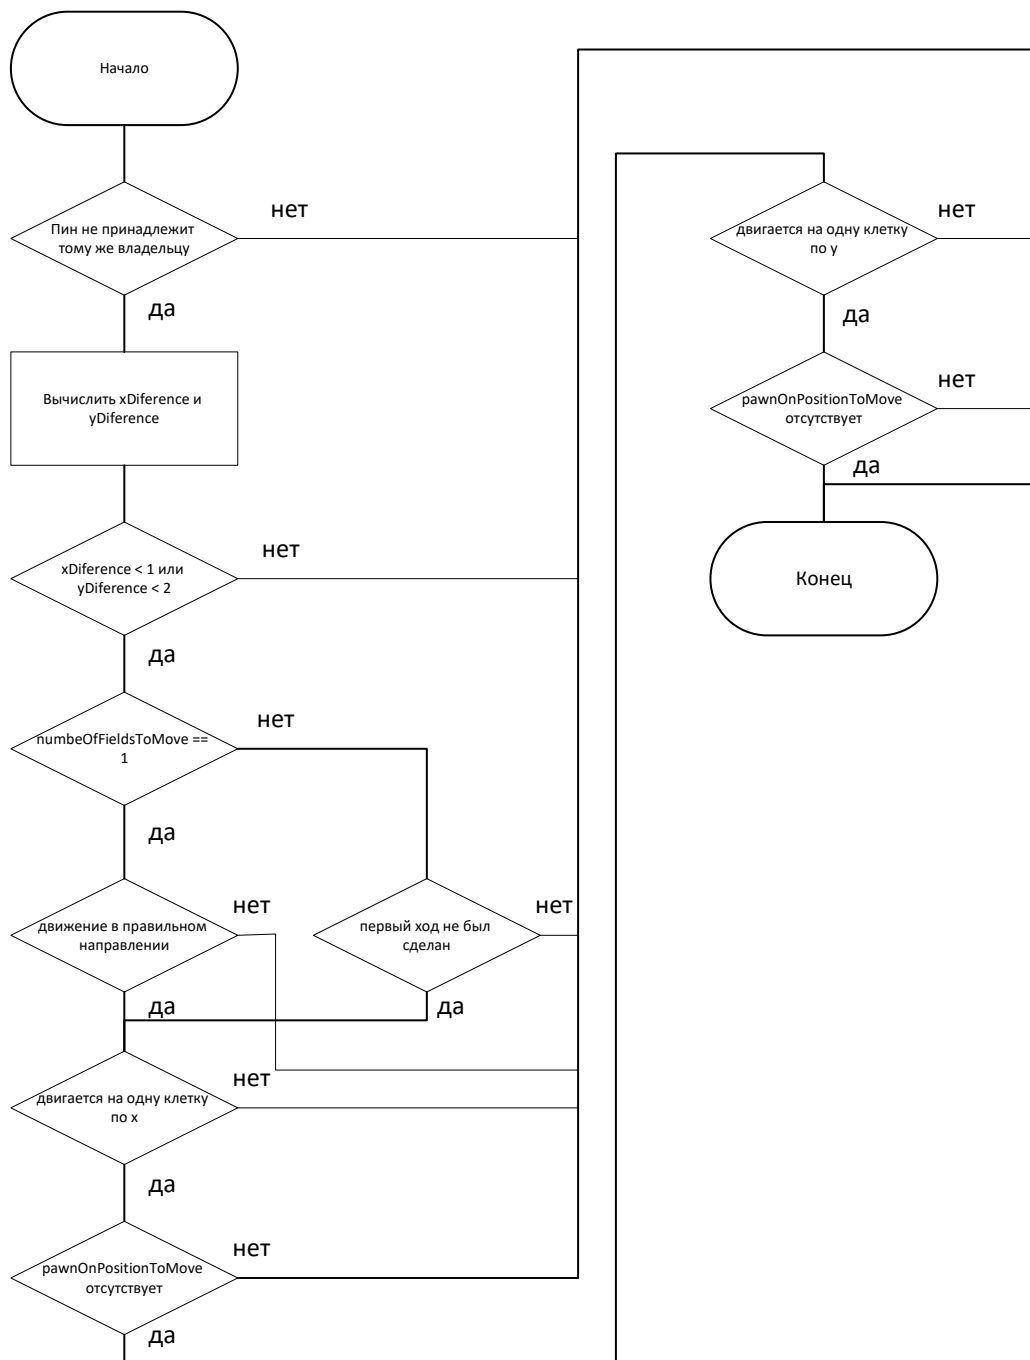 Начало
Пин не принадлежит
тому же владельцу
нет
да
Вычислить xDiference и
yDiference
xDiference < 1 или
yDiference < 2
нет
да
numbeOfFieldsToMove ==
1
нет
да
движение в правильном
направлении
нет
да
первый ход не был
сделан
нет
да
двигается на одну клетку
по x
нет
да
pawnOnPositionToMove
отсутствует
нет
да
двигается на одну клетку
по y
нет
да
pawnOnPositionToMove
отсутствует
нет
да
Конец